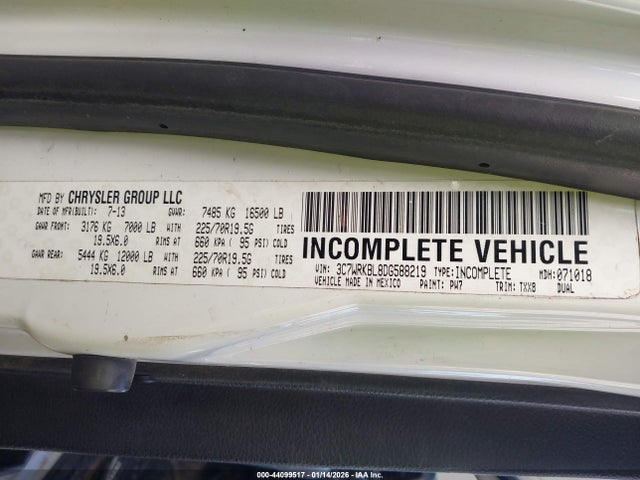 MFD BY CHRYSLER GROUP LLC
DATE OF MFR(BUILT): 7-13 GVWR: 7485 KG 16500 LB
GAWR FRONT: 3176 KG 7000 LB WITH 225/70R19.5G TIRES
19.5X6.0 RIMS AT 660 KPA ( 95 PSI) COLD
GAWR REAR: 5444 KG 12000 LB WITH 225/70R19.5G TIRES
19.5X6.0 RIMS AT 660 KPA ( 95 PSI) COLD
INCOMPLETE VEHICLE
VIN: 3C7WRKBL8DG588219 TYPE: INCOMPLETE MDH: 071018
VEHICLE MADE IN MEXICO PAINT: PW7 TRIM: TXX8 DUAL
000-44099517 - 01/14/2026 - IAA Holdings, LLC